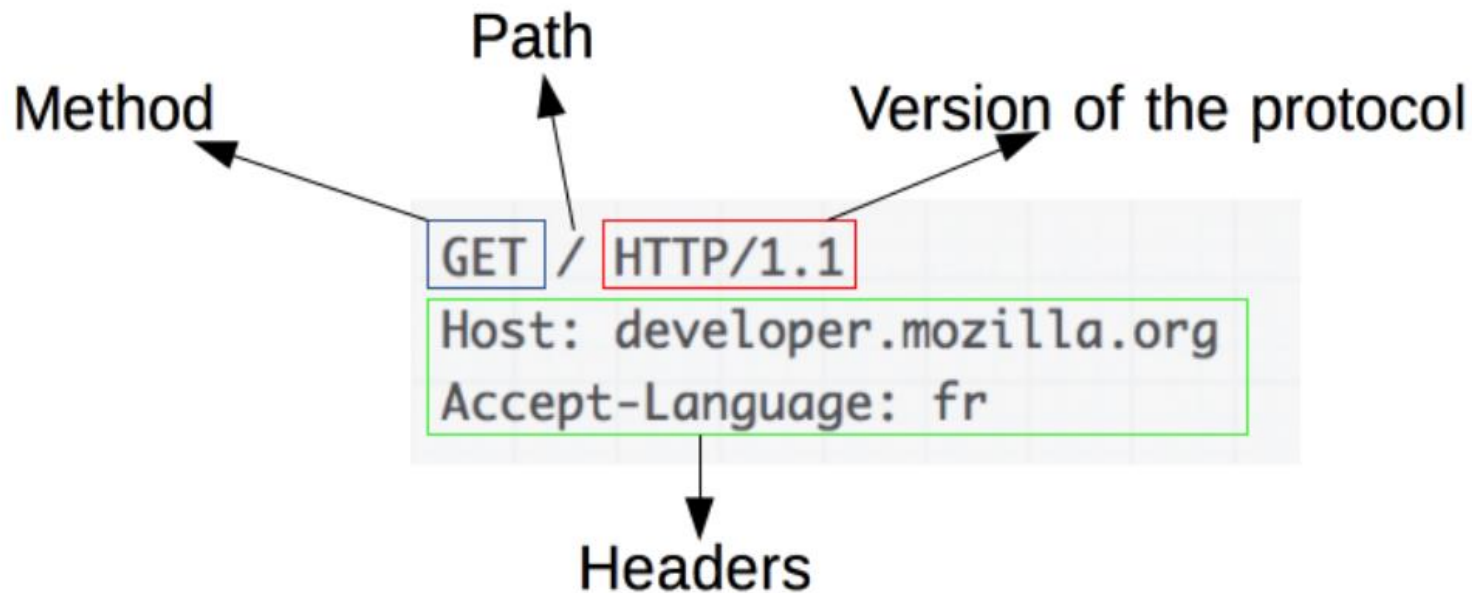 Path
Method
Version of the protocol
GET / HTTP/1.1
Host: developer.mozilla.org
Accept-Language: fr
Headers